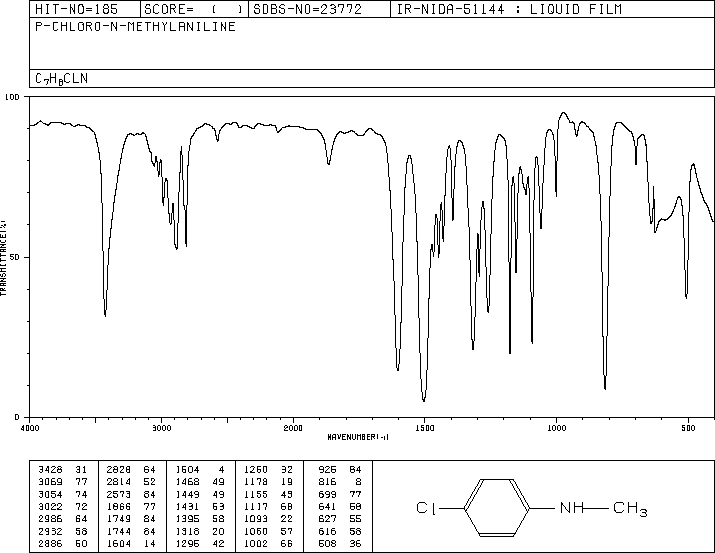 HIT-NO=185 SCORE= ( ) SDBS-NO=23772 IR-NIDA-51144 : LIQUID FILM
P-CHLORO-N-METHYLANILINE
C7H8CLN
100
TRANSMITTANCE(%)
50
0
4000 3000 2000 1500 1000 500
WAVENUMBER(-1)
3428 31 2828 64 1504 4 1260 32 926 84
3069 77 2814 52 1468 49 1178 19 816 8
3054 74 2573 84 1449 49 1155 43 699 77
3022 72 1866 77 1431 53 1117 68 641 58
2986 64 1749 84 1395 58 1093 22 627 55
2932 58 1744 84 1318 20 1060 57 616 58
2886 50 1604 14 1295 42 1002 66 508 36
Cl NH CH3